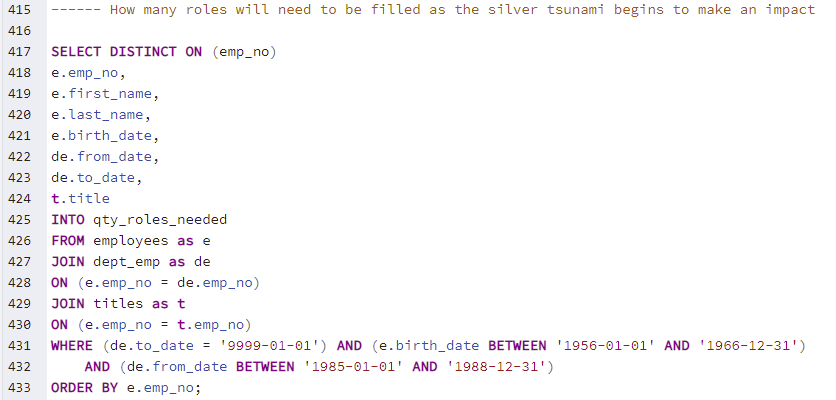 415 ------ How many roles will need to be filled as the silver tsunami begins to make an impact
416
417 SELECT DISTINCT ON (emp_no)
418 e.emp_no,
419 e.first_name,
420 e.last_name,
421 e.birth_date,
422 de.from_date,
423 de.to_date,
424 t.title
425 INTO qty_roles_needed
426 FROM employees as e
427 JOIN dept_emp as de
428 ON (e.emp_no = de.emp_no)
429 JOIN titles as t
430 ON (e.emp_no = t.emp_no)
431 WHERE (de.to_date = '9999-01-01') AND (e.birth_date BETWEEN '1956-01-01' AND '1966-12-31')
432     AND (de.from_date BETWEEN '1985-01-01' AND '1988-12-31')
433 ORDER BY e.emp_no;